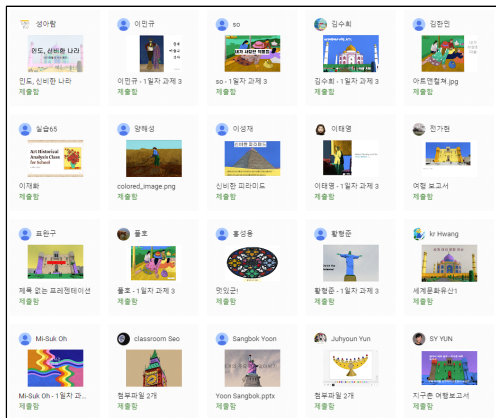 성아람
인도, 신비한 나라
인도, 신비한 나라
제출함
이민규
이민규 - 1일차 과제 3
제출함
so
so - 1일차 과제 3
제출함
김수희
김수희 - 1일차 과제 3
제출함
김한민
아트앤컬쳐.jpg
제출함
실습65
Art Historical
Analysis Class
for School
이재화
제출함
양해성
colored_image.png
제출함
이성재
신비한 피라미드
신비한 피라미드
제출함
이태영
이태영 - 1일차 과제 3
제출함
전가현
여행 보고서
제출함
표완구
제목 없는 프레젠테이션
제출함
풀호
풀호 - 1일차 과제 3
제출함
홍성용
멋있군!
제출함
황형준
황형준 - 1일차 과제 3
제출함
kr Hwang
세계문화유산1
제출함
Mi-Suk Oh
Mi-Suk Oh - 1일차 과...
제출함
classroom Seo
첨부파일 2개
제출함
Sangbok Yoon
Yoon Sangbok.pptx
제출함
Juhyoun Yun
첨부파일 2개
제출함
SY YUN
지구촌 여행보고서
제출함